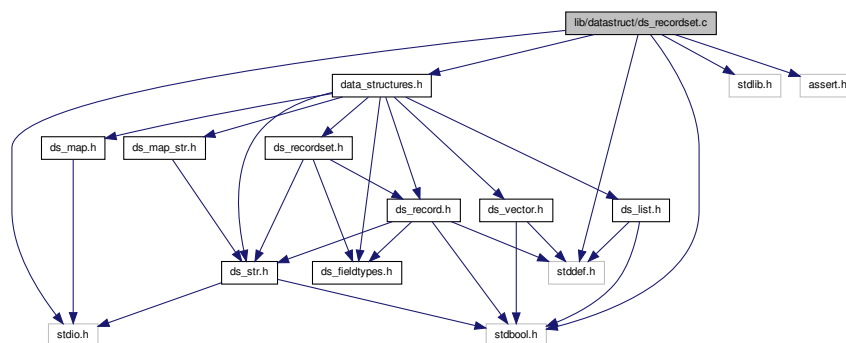 lib/datastruct/ds_recordset.c
data_structures.h
stdlib.h
assert.h
ds_map.h
ds_map_str.h
ds_recordset.h
ds_record.h
ds_vector.h
ds_list.h
ds_str.h
ds_fieldtypes.h
stddef.h
stdio.h
stdbool.h